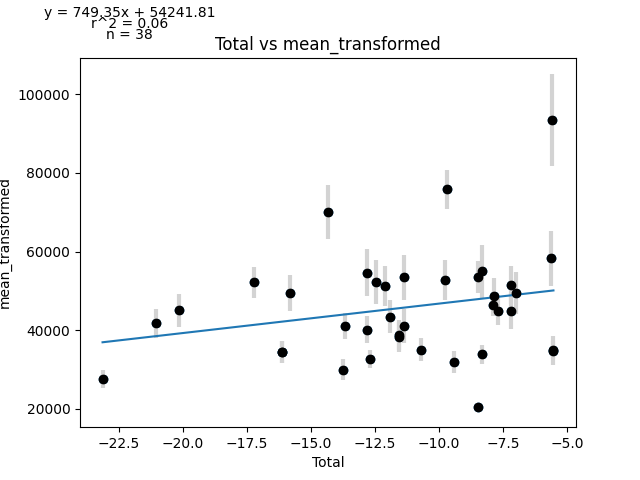 y = 749.35x + 54241.81
r^2 = 0.06
n = 38
Total vs mean_transformed
100000
80000
60000
40000
20000
mean_transformed
−22.5 −20.0 −17.5 −15.0 −12.5 −10.0 −7.5 −5.0
Total